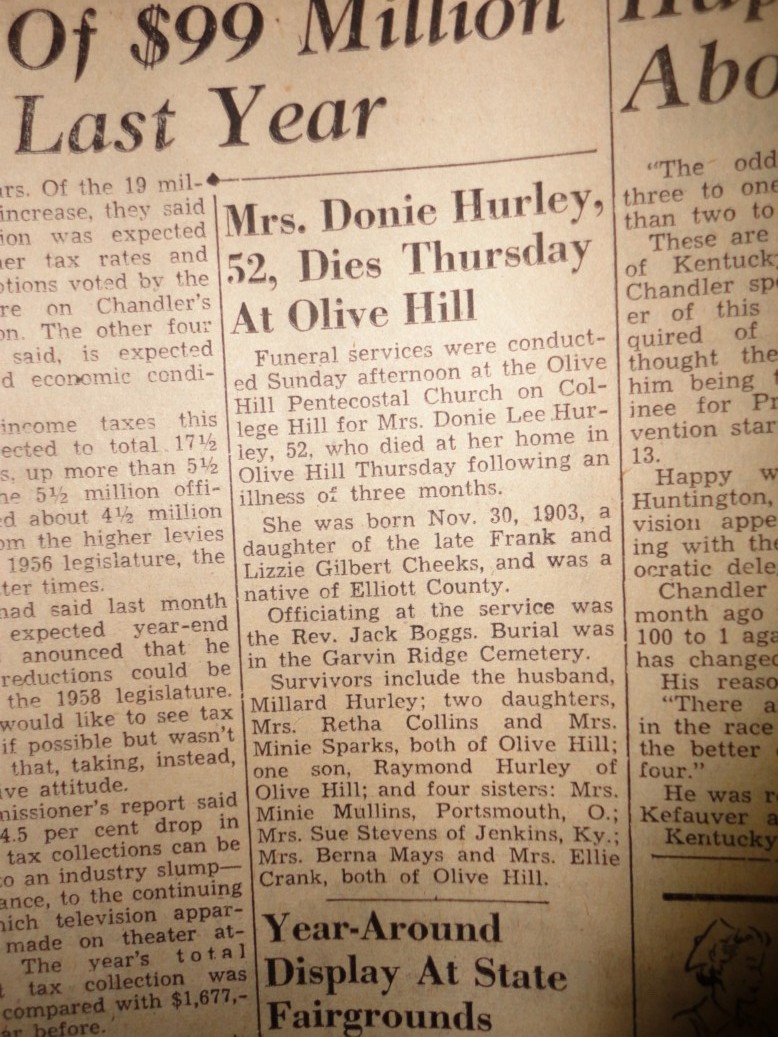 Of $99 Million
Last Year
rs. Of the 19 mil-
increase, they said
was expected
tax rates and
voted by the
on Chandler's
The other four
said, is expected
economic condi-
income taxes this
to total 17½
up more than 5½
5½ million offi-
about 4½ million
the higher levies
1956 legislature, the
times.
had said last month
expected year-end
anounced that he
reductions could be
the 1958 legislature.
would like to see tax
if possible but wasn't
that, taking, instead,
attitude.
report said
4.5 per cent drop in
tax collections can be
an industry slump—
to the continuing
television appar-
made on theater at-
The year's total
tax collection was
compared with $1,677,-
before.
Mrs. Donie Hurley,
52, Dies Thursday
At Olive Hill
Funeral services were conduct-
ed Sunday afternoon at the Olive
Hill Pentecostal Church on Col-
lege Hill for Mrs. Donie Lee Hur-
ley, 52, who died at her home in
Olive Hill Thursday following an
illness of three months.
She was born Nov. 30, 1903, a
daughter of the late Frank and
Lizzie Gilbert Cheeks, and was a
native of Elliott County.
Officiating at the service was
the Rev. Jack Boggs. Burial was
in the Garvin Ridge Cemetery.
Survivors include the husband,
Millard Hurley; two daughters,
Mrs. Retha Collins and Mrs.
Minie Sparks, both of Olive Hill;
one son, Raymond Hurley of
Olive Hill; and four sisters: Mrs.
Minie Mullins, Portsmouth, O.;
Mrs. Sue Stevens of Jenkins, Ky.;
Mrs. Berna Mays and Mrs. Ellie
Crank, both of Olive Hill.
Year-Around
Display At State
Fairgrounds
Hap
Abo
"The odd
three to one
than two to
These are
of Kentuck
Chandler sp
er of this
quired of
thought the
him being
inee for Pr
vention star
13.
Happy w
Huntington,
vision appe
ing with the
ocratic dele
Chandler
month ago
100 to 1 aga
has changed
His reaso
"There a
in the race
the better
four."
He was r
Kefauver a
Kentucky